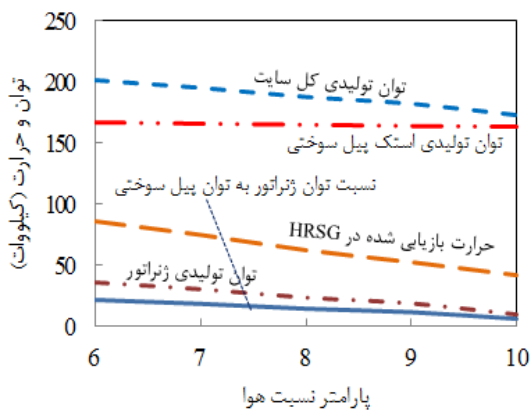 250
200
150
100
50
0
توان و حرارت (کیلووات)
توان تولیدی کل سایت
توان تولیدی استک پیل سوختی
نسبت توان ژنراتور به توان پیل سوختی
حرارت بازیابی شده در HRSG
توان تولیدی ژنراتور
6 7 8 9 10
پارامتر نسبت هوا